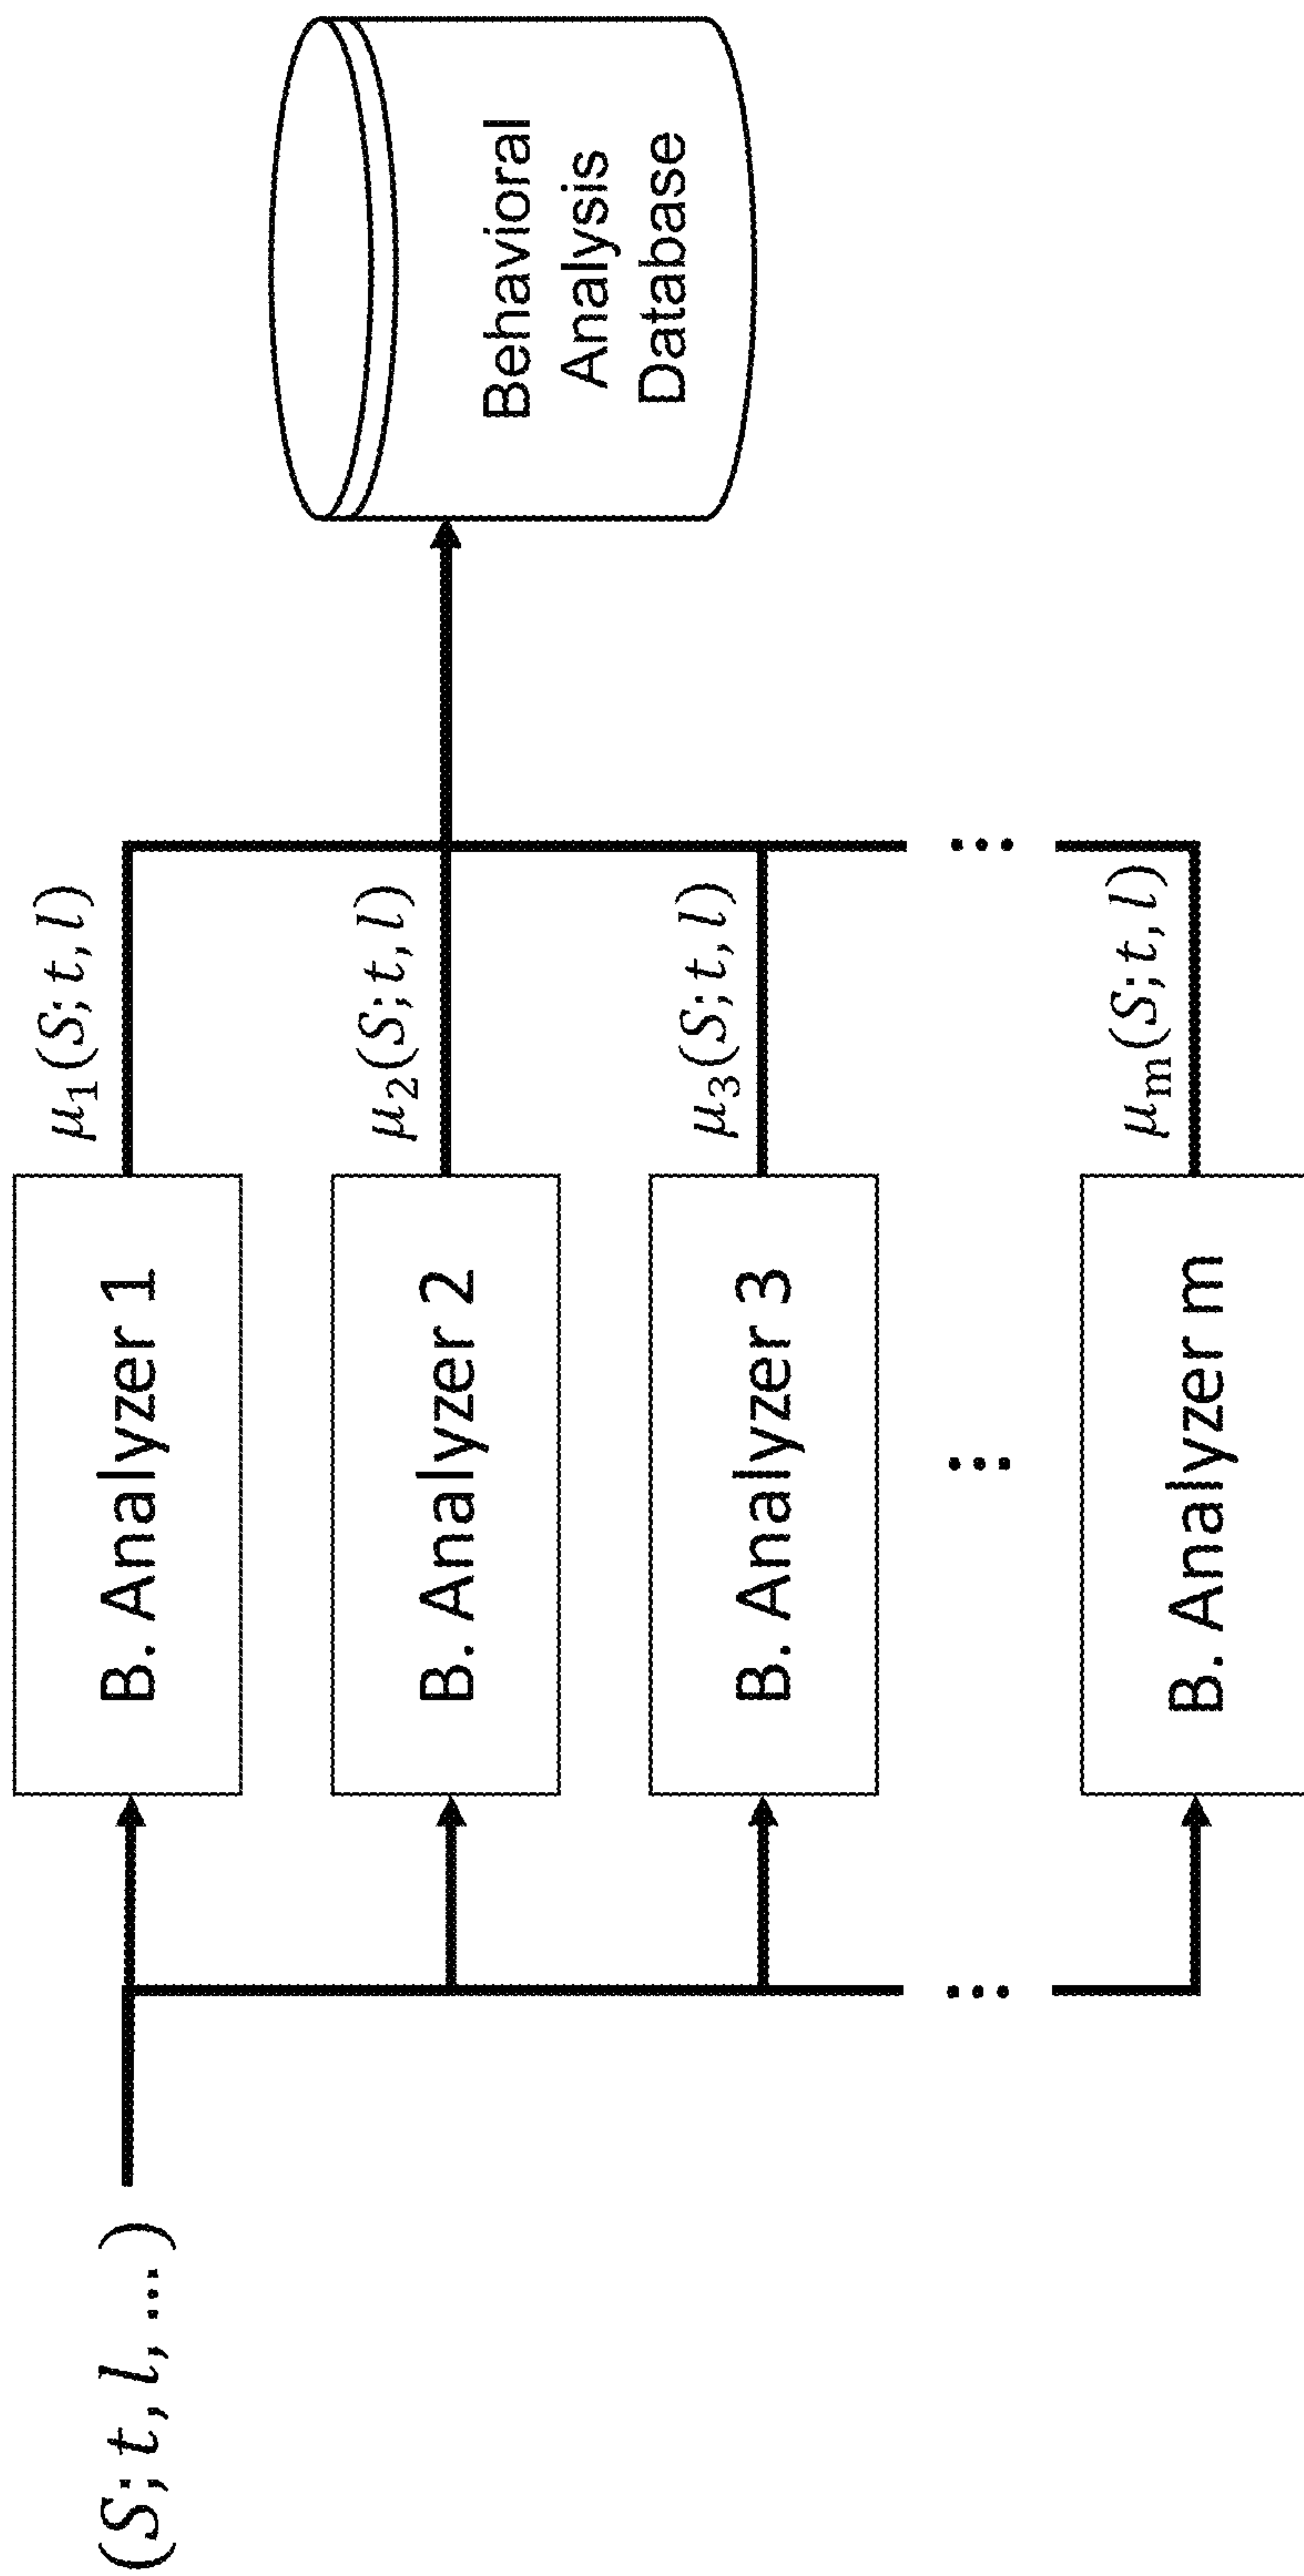 (S; t, l, ...)
B. Analyzer 1
μ₁(S; t, l)
B. Analyzer 2
μ₂(S; t, l)
B. Analyzer 3
μ₃(S; t, l)
...
...
...
B. Analyzer m
μₘ(S; t, l)
Behavioral
Analysis
Database